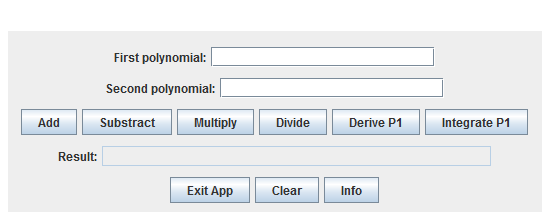 First polynomial:
Second polynomial:
Add Substract Multiply Divide Derive P1 Integrate P1
Result:
Exit App Clear Info